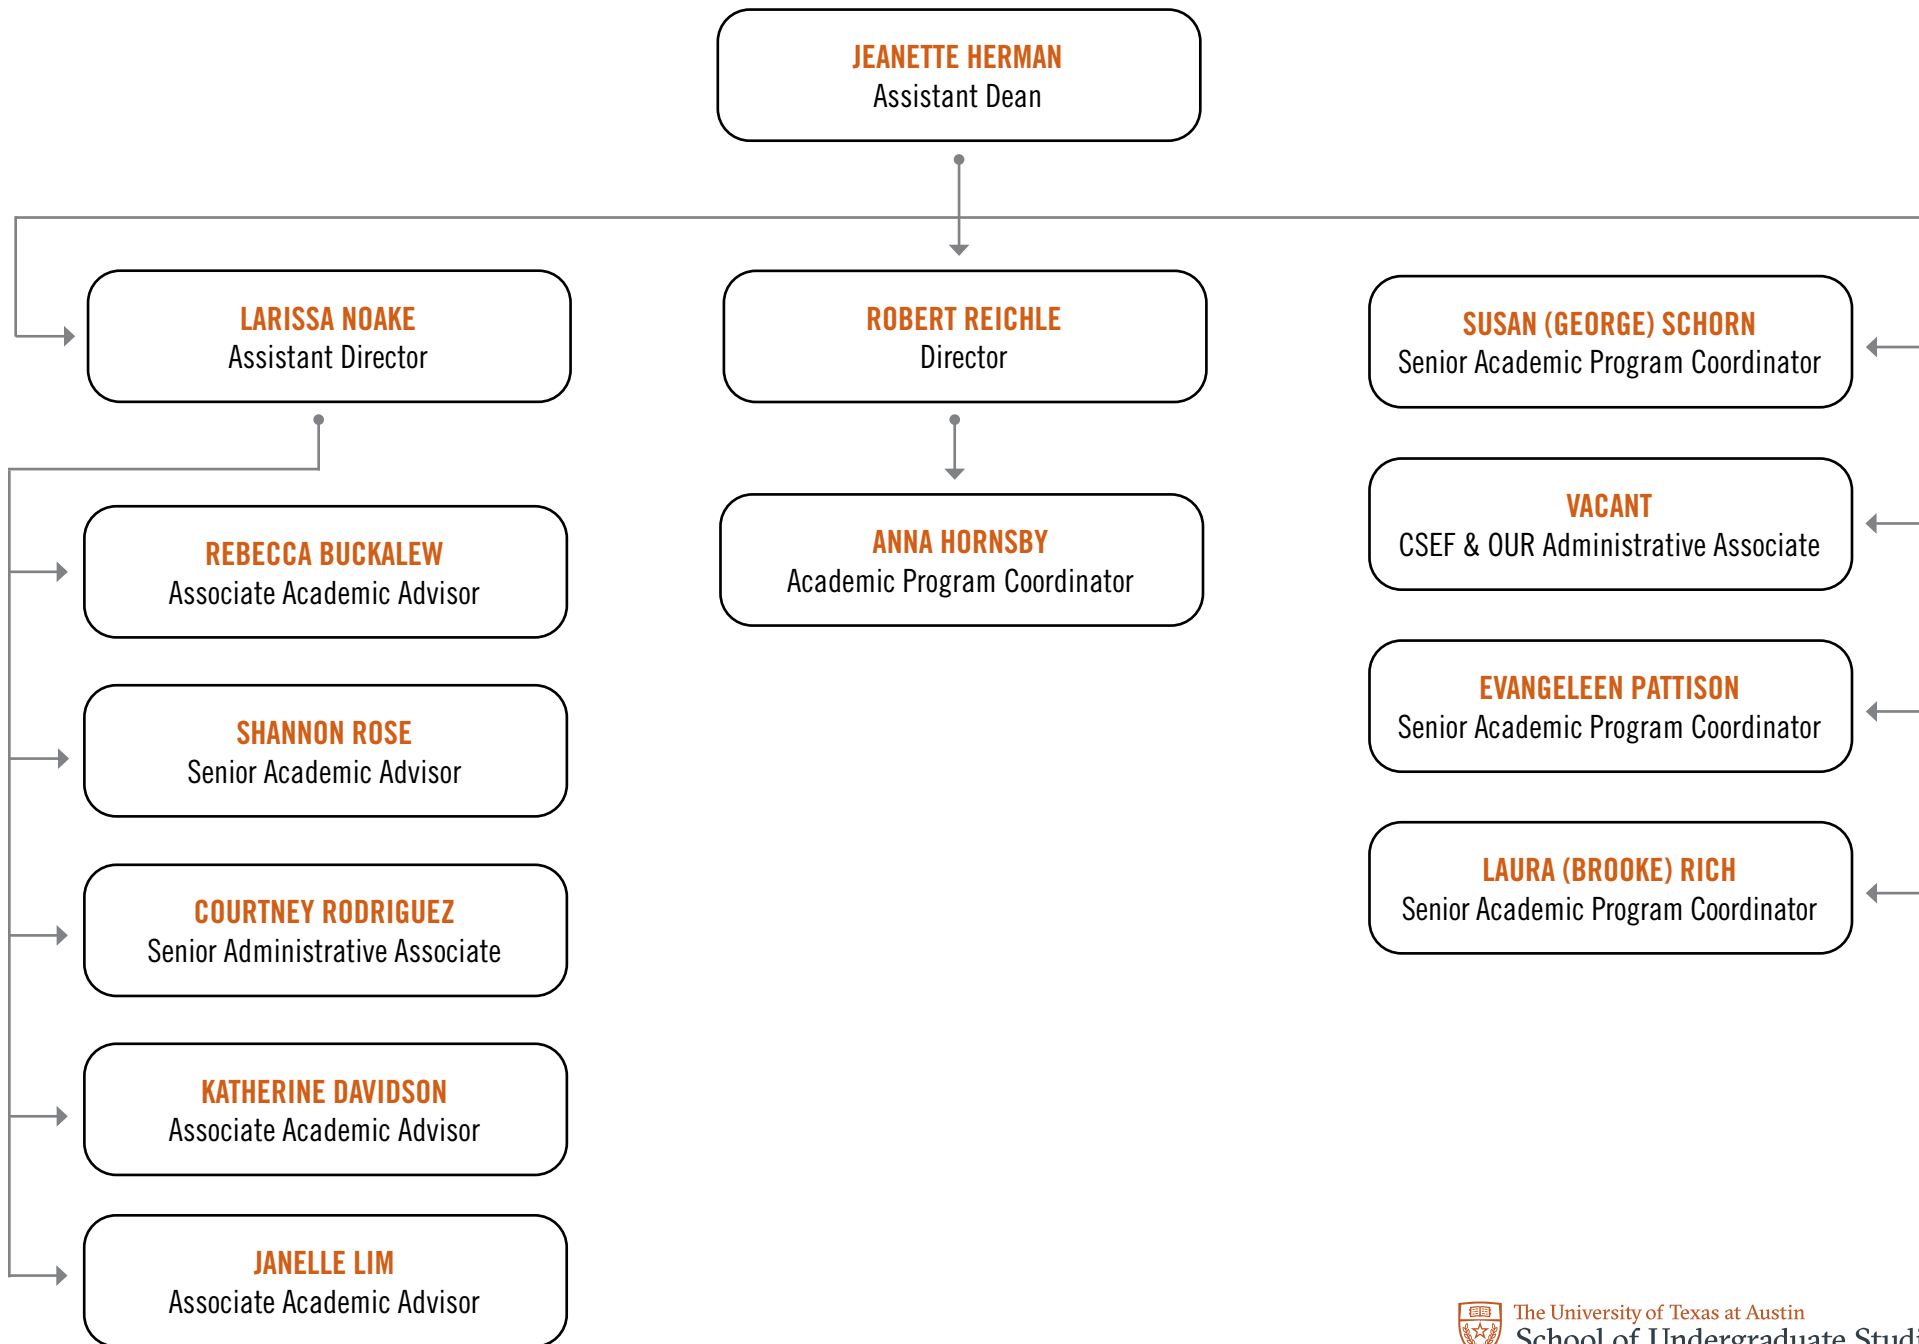 JEANETTE HERMAN
Assistant Dean
LARISSA NOAKE
Assistant Director
REBECCA BUCKALEW
Associate Academic Advisor
SHANNON ROSE
Senior Academic Advisor
COURTNEY RODRIGUEZ
Senior Administrative Associate
KATHERINE DAVIDSON
Associate Academic Advisor
JANELLE LIM
Associate Academic Advisor
ROBERT REICHLE
Director
ANNA HORNSBY
Academic Program Coordinator
SUSAN (GEORGE) SCHORN
Senior Academic Program Coordinator
VACANT
CSEF & OUR Administrative Associate
EVANGELEEN PATTISON
Senior Academic Program Coordinator
LAURA (BROOKE) RICH
Senior Academic Program Coordinator
The University of Texas at Austin
School of Undergraduate